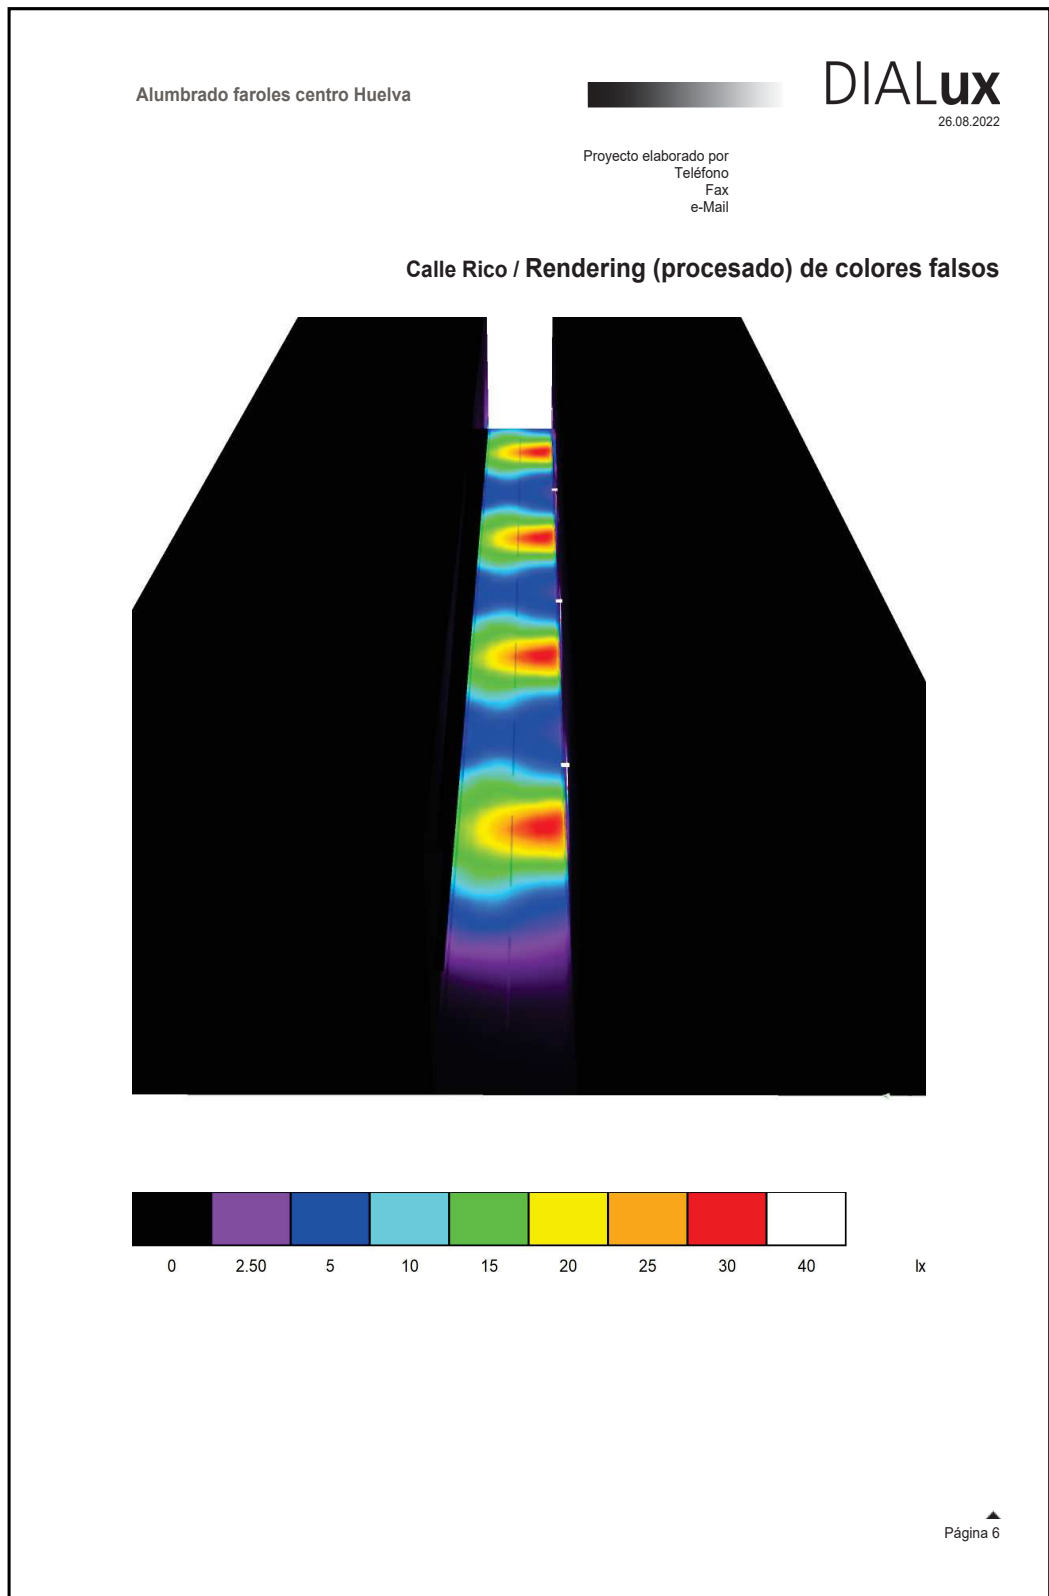 Alumbrado faroles centro Huelva
DIALux
26.08.2022
Proyecto elaborado por
Teléfono
Fax
e-Mail
Calle Rico / Rendering (procesado) de colores falsos
0 2.50 5 10 15 20 25 30 40 lx
Página 6